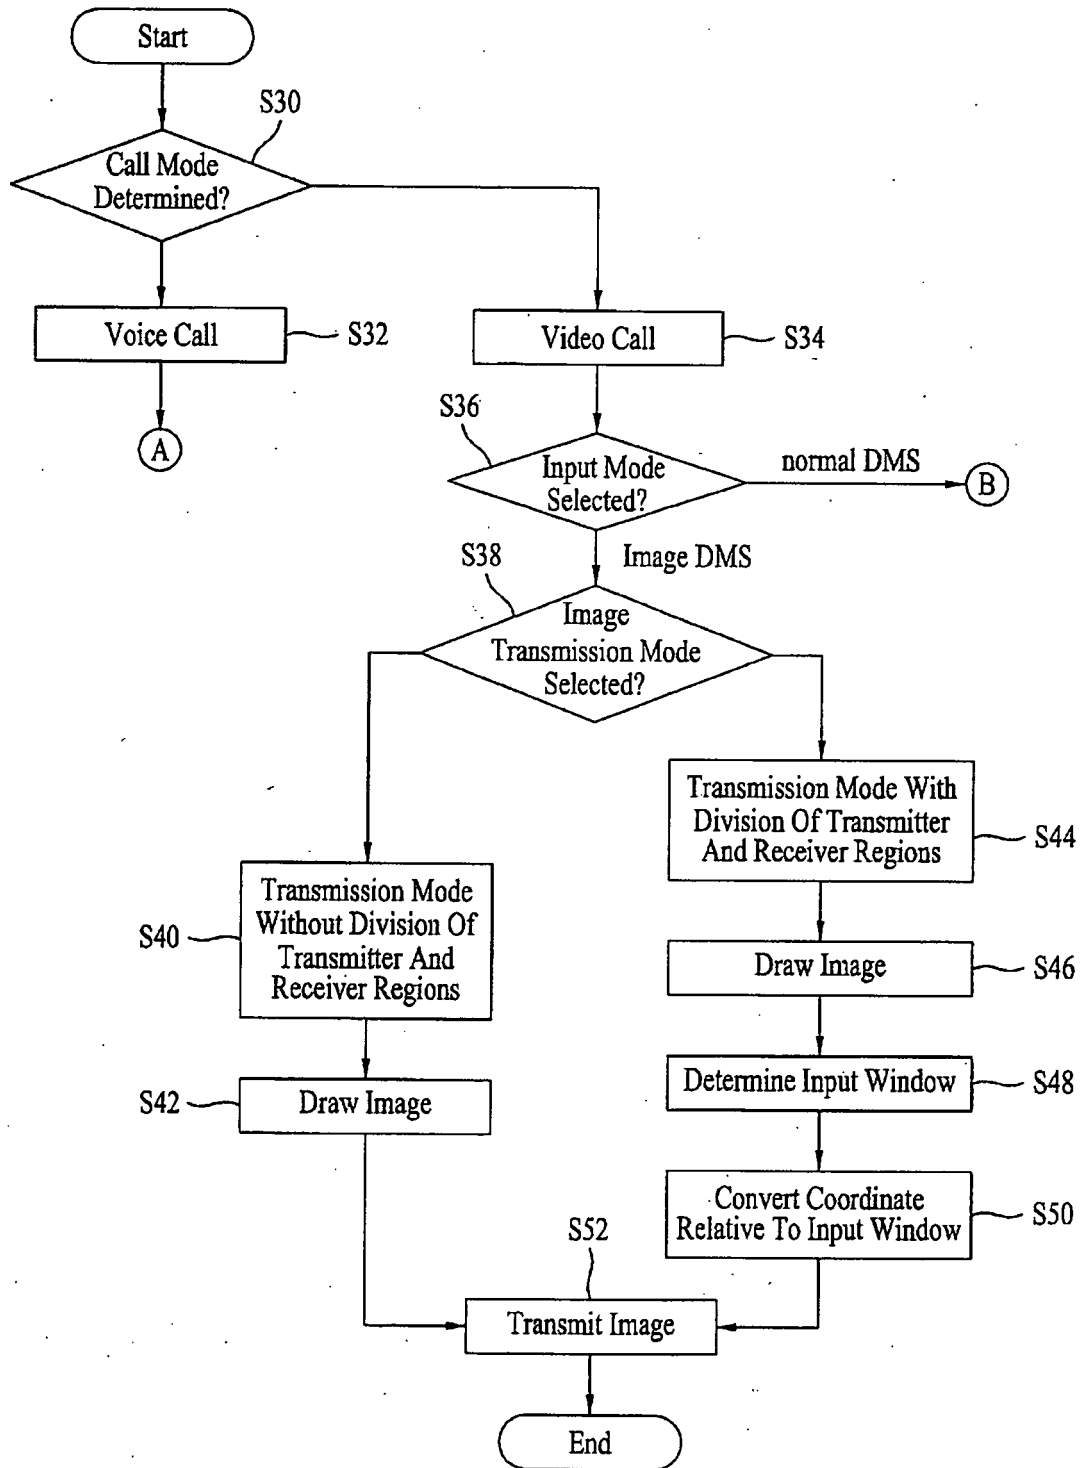 Start
S30
Call Mode
Determined?
Voice Call
S32
Video Call
S34
A
S36
Input Mode
Selected?
normal DMS
B
S38
Image DMS
Image
Transmission Mode
Selected?
Transmission Mode With
Division Of Transmitter
And Receiver Regions
S44
S40
Transmission Mode
Without Division Of
Transmitter And
Receiver Regions
Draw Image
S46
S42
Draw Image
Determine Input Window
S48
Convert Coordinate
Relative To Input Window
S50
S52
Transmit Image
End